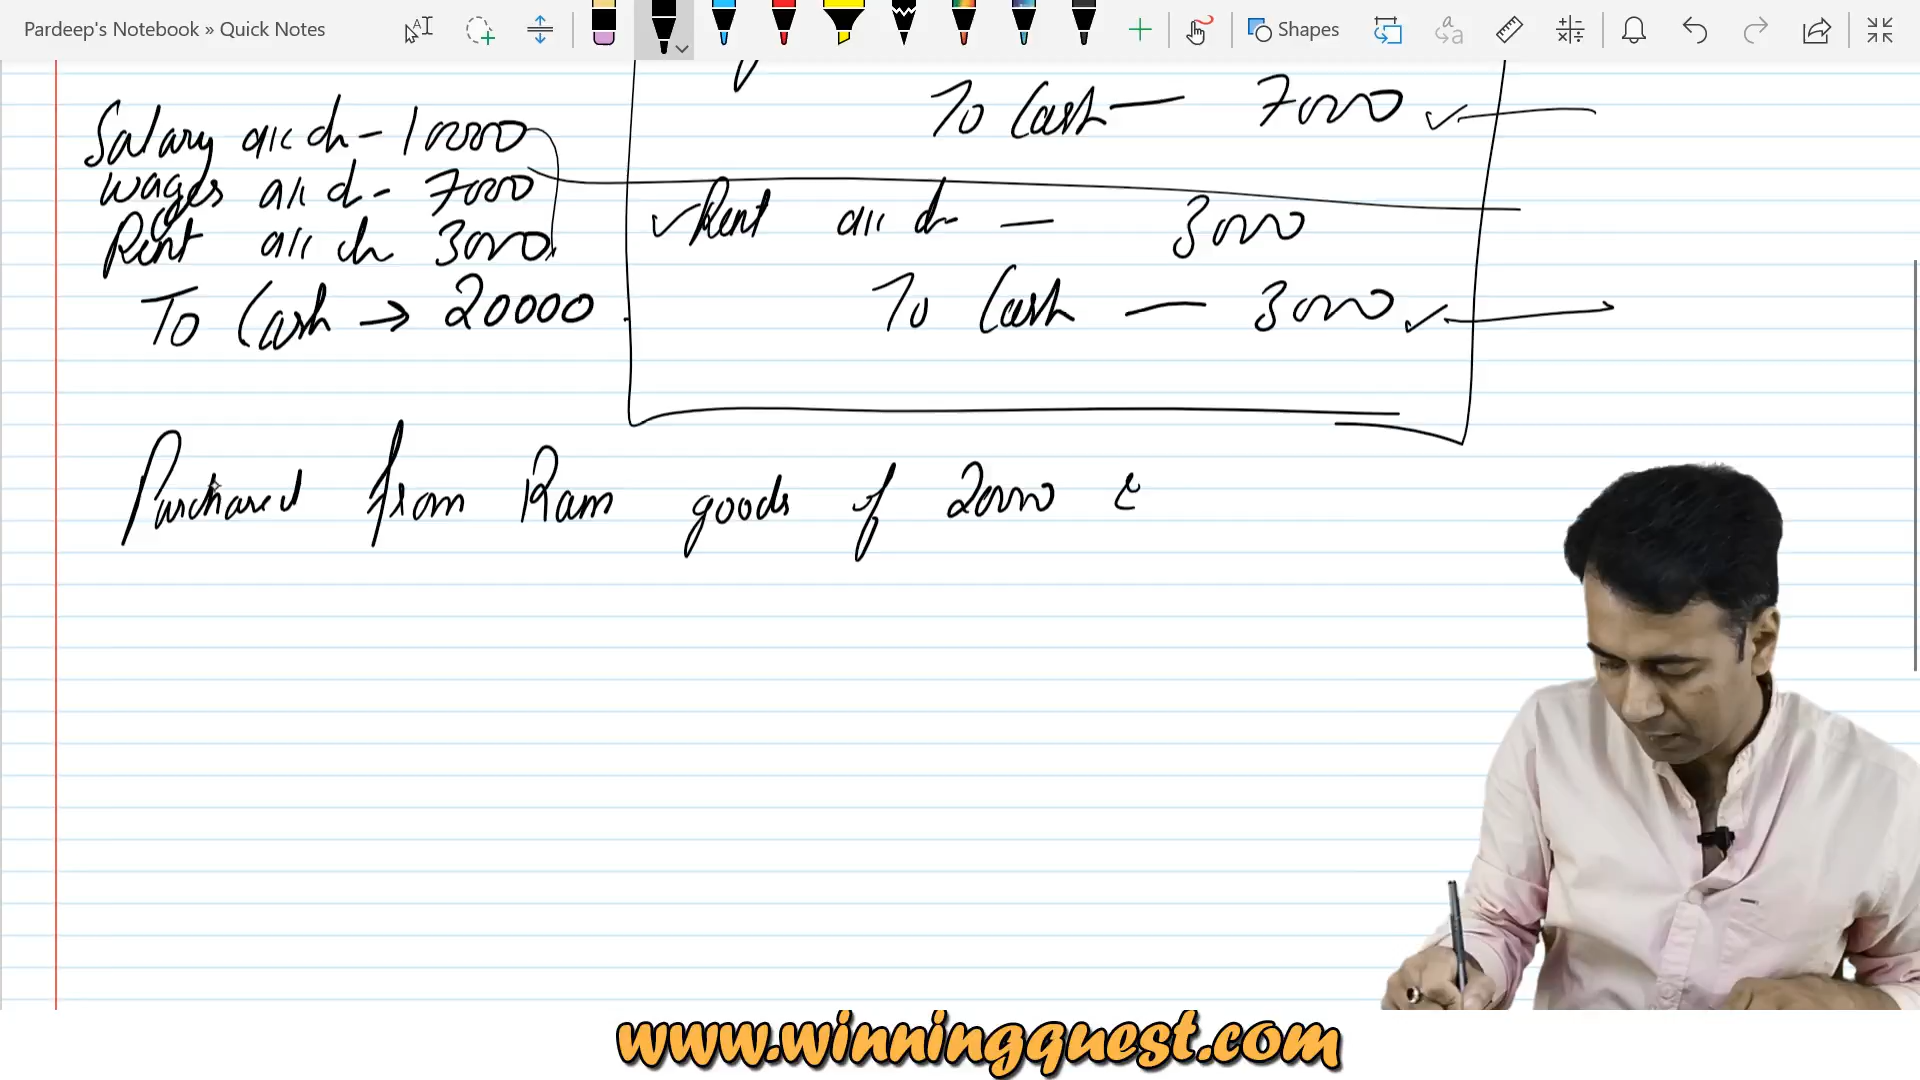 Pardeep's Notebook » Quick Notes
Shapes
To Cash — 7000
Salary a/c dr - 10000
Wages a/c dr - 7000
Rent a/c dr 3000
To Cash → 20000
Rent a/c dr — 3000
To Cash — 3000
Purchased from Ram goods of 20000
www.winningquest.com